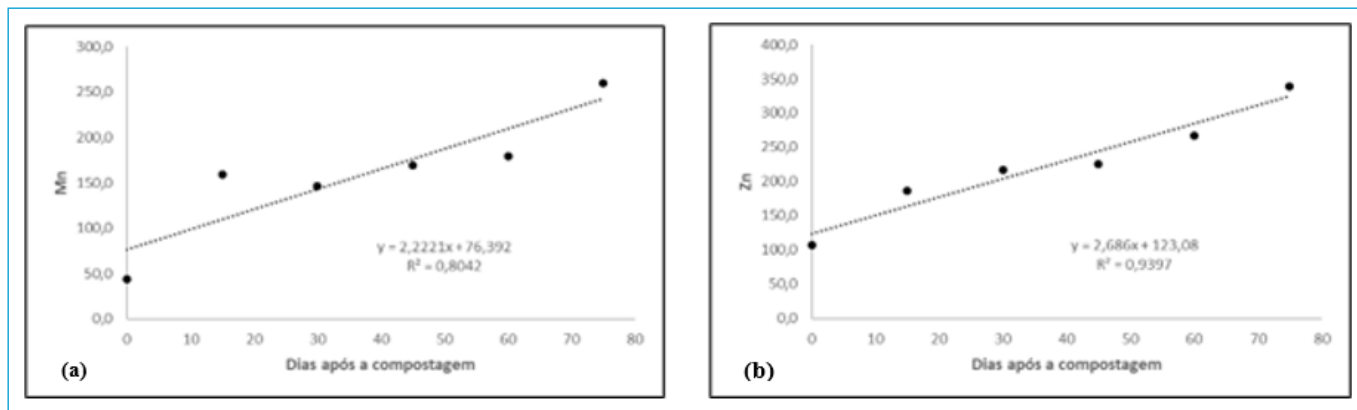 300,0
250,0
200,0
150,0
100,0
50,0
0,0
Mn
y = 2,2221x + 76,392
R² = 0,8042
0 10 20 30 40 50 60 70 80
Dias após a compostagem
(a)
400,0
350,0
300,0
250,0
200,0
150,0
100,0
50,0
0,0
Zn
y = 2,686x + 123,08
R² = 0,9397
0 10 20 30 40 50 60 70 80
Dias após a compostagem
(b)